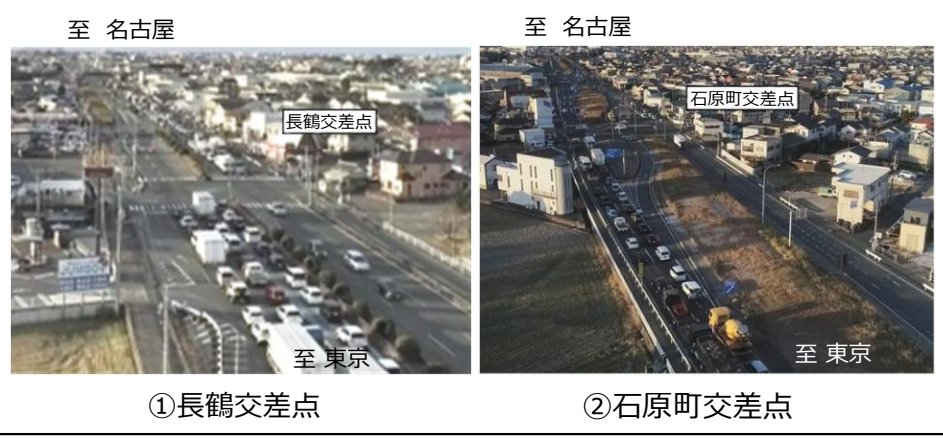 至 名古屋
至 名古屋
長鶴交差点
石原町交差点
至 東京
至 東京
①長鶴交差点
②石原町交差点